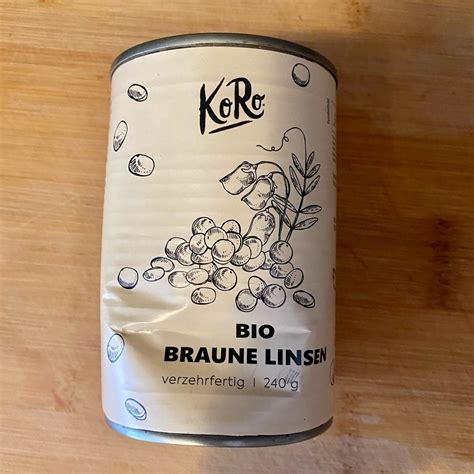 KoRo
BIO
BRAUNE LINSEN
verzehrfertig | 240 g